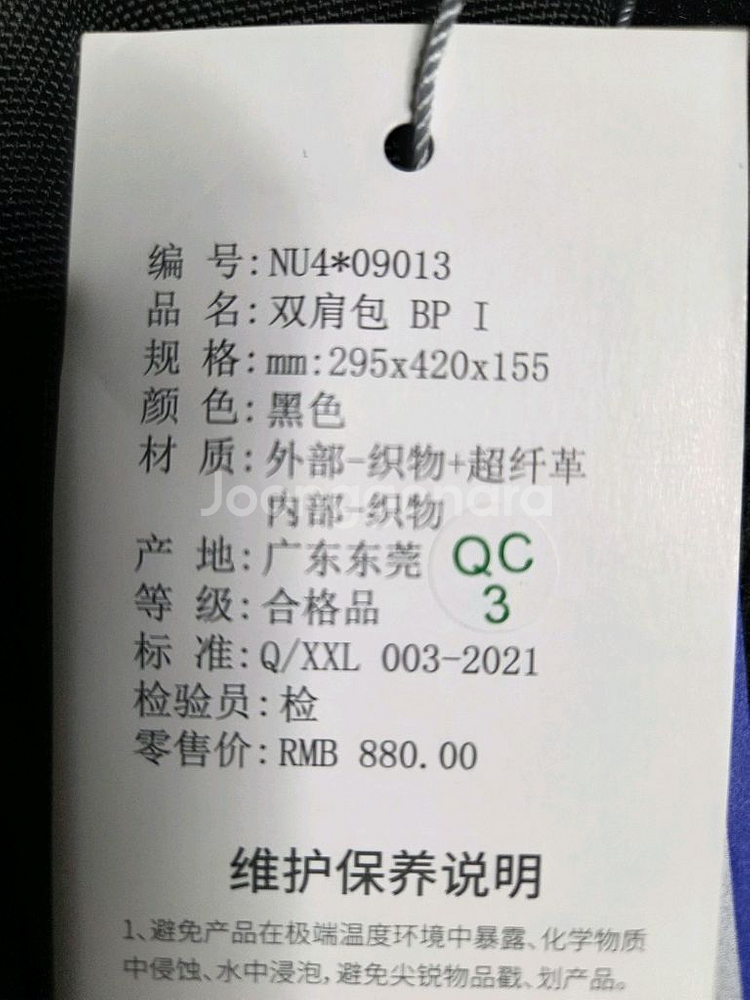 编 号:NU4*09013
品 名:双肩包 BP I
规 格:mm:295x420x155
颜 色:黑色
材 质:外部-织物+超纤革
Joonggonara
内部-织物
产 地:广东东莞
QC
3
等 级:合格品
标 准:Q/XXL 003-2021
检验员:检
零售价:RMB 880.00
维护保养说明
1、避免产品在极端温度环境中暴露、化学物质
中侵蚀、水中浸泡,避免尖锐物品戳、划产品。